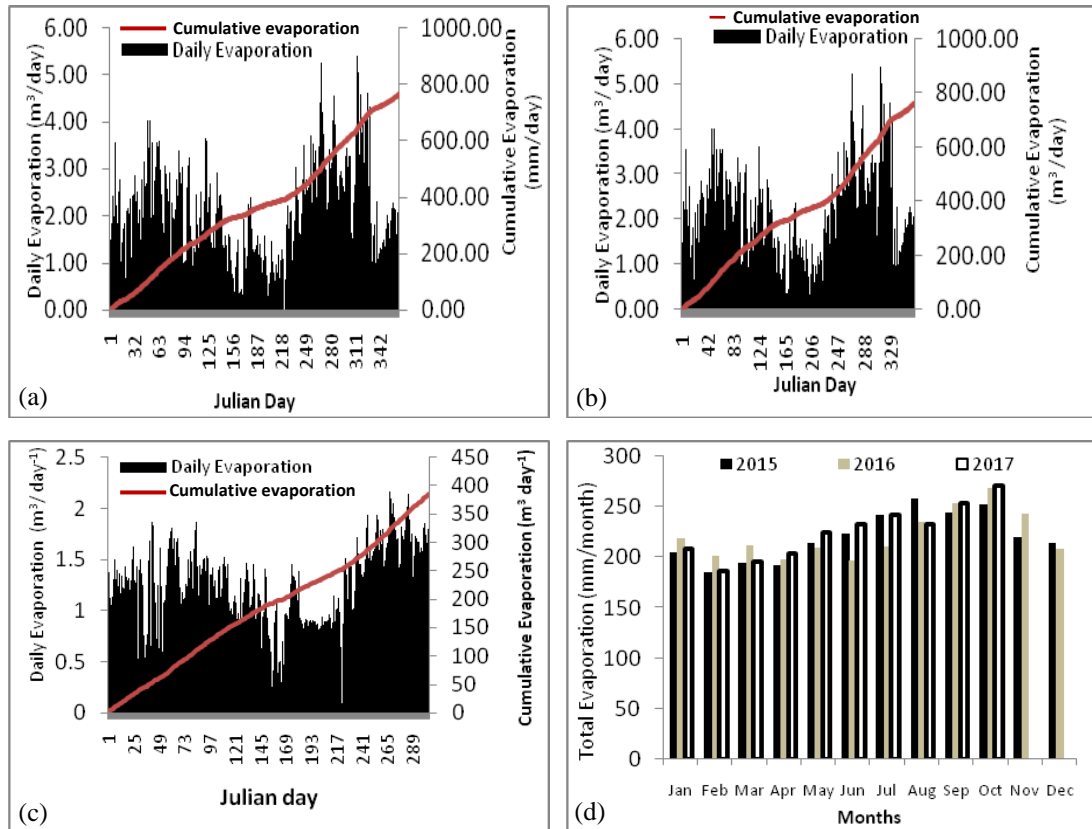 Cumulative evaporation
Daily Evaporation
Daily Evaporation (m³/day)
6.00
5.00
4.00
3.00
2.00
1.00
0.00
1000.00
800.00
600.00
400.00
200.00
0.00
Cumulative Evaporation
(mm/day)
1 32 63 94 125 156 187 218 249 280 311 342
Julian Day
(a)
Cumulative evaporation
Daily Evaporation
Daily Evaporation (m³/day)
6.00
5.00
4.00
3.00
2.00
1.00
0.00
1000.00
800.00
600.00
400.00
200.00
0.00
Cumulative Evaporation
(m³/day)
1 42 83 124 165 206 247 288 329
Julian Day
(b)
Daily Evaporation
Cumulative evaporation
Daily Evaporation (m³/ day⁻¹)
2.5
2
1.5
1
0.5
0
450
400
350
300
250
200
150
100
50
0
Cumulative Evaporation (m³ day⁻¹)
1 25 49 73 97 121 145 169 193 217 241 265 289
Julian day
(c)
2015 2016 2017
Total Evaporation (mm/month)
300
250
200
150
100
50
0
Jan Feb Mar Apr May Jun Jul Aug Sep Oct Nov Dec
Months
(d)